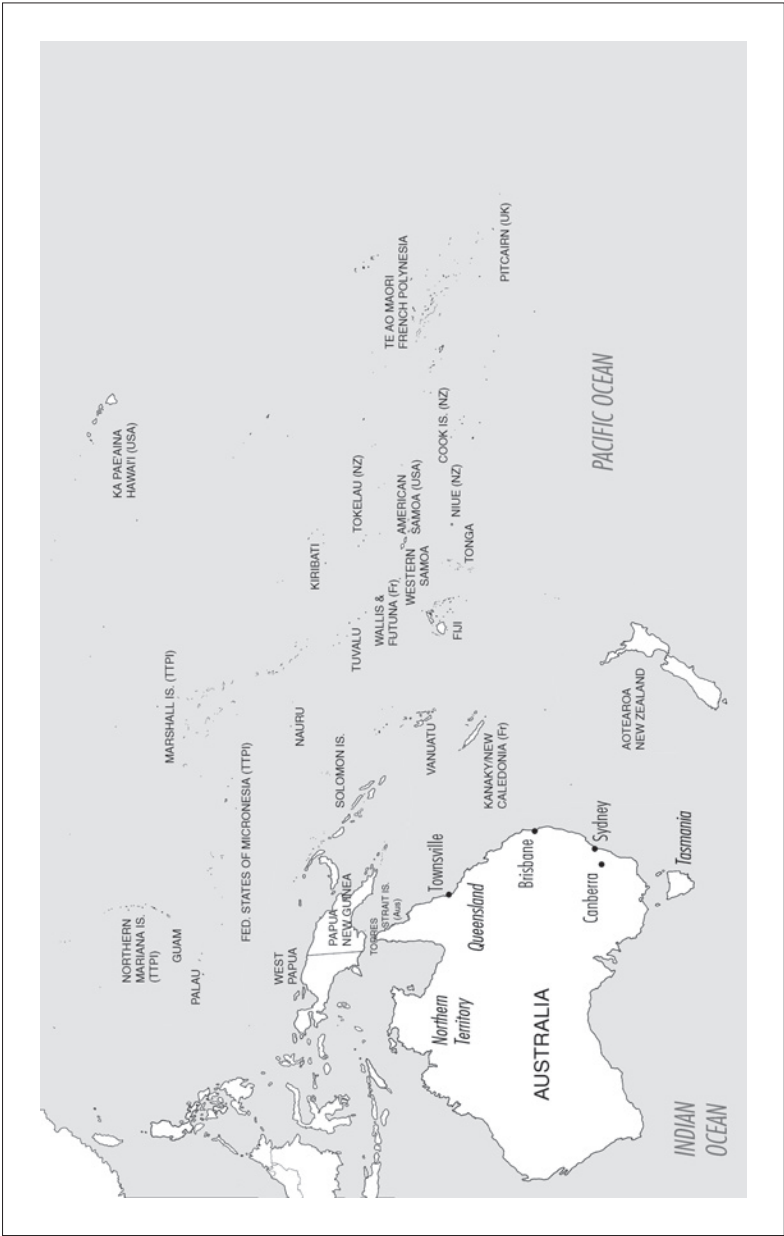 KA PAE'AINA
HAWAI'I (USA)
NORTHERN
MARIANA IS.
(TTPI)
MARSHALL IS. (TTPI)
GUAM
PALAU
FED. STATES OF MICRONESIA (TTPI)
NAURU
KIRIBATI
WEST
PAPUA
PAPUA
NEW GUINEA
SOLOMON IS.
TUVALU
TOKELAU (NZ)
TORRES
STRAIT IS.
(Aus)
WALLIS &
FUTUNA (Fr)
WESTERN
SAMOA
AMERICAN
SAMOA (USA)
TE AO MAORI
FRENCH POLYNESIA
COOK IS. (NZ)
NIUE (NZ)
TONGA
FIJI
VANUATU
KANAKY/NEW
CALEDONIA (Fr)
PITCAIRN (UK)
Northern
Territory
Queensland
Townsville
AUSTRALIA
Brisbane
Sydney
Canberra
Tasmania
AOTEAROA
NEW ZEALAND
PACIFIC OCEAN
INDIAN
OCEAN